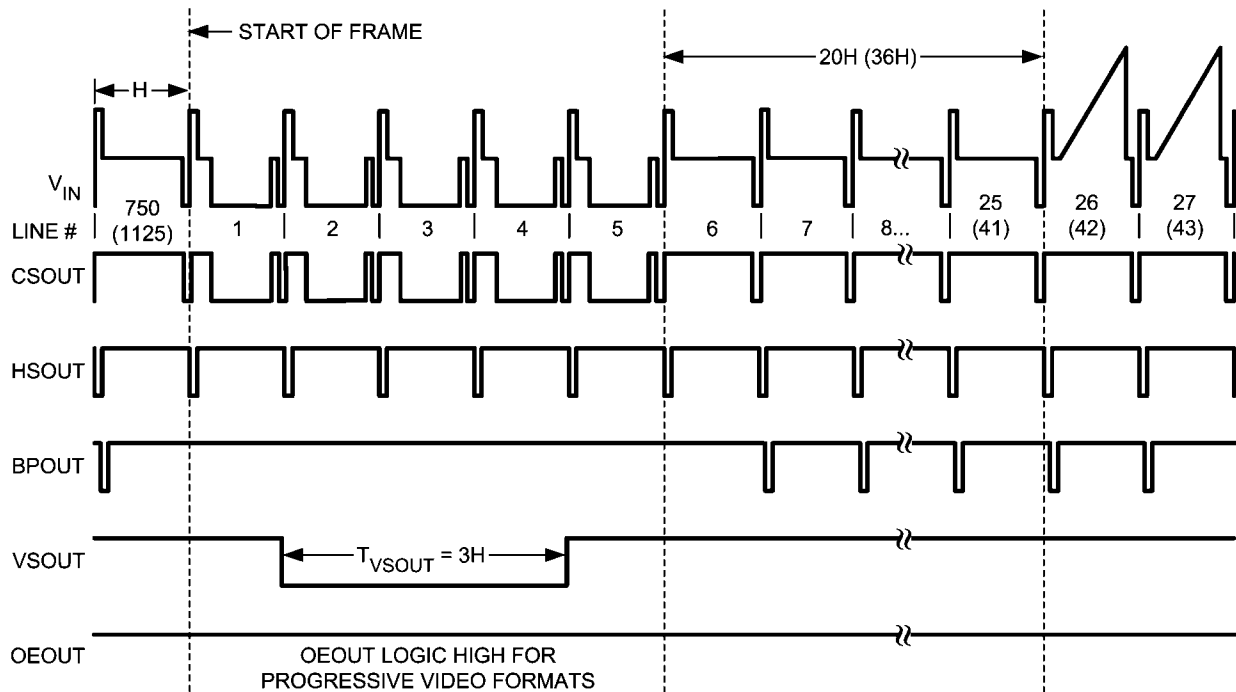 START OF FRAME
20H (36H)
H
V_IN
LINE #
750
(1125)
1
2
3
4
5
6
7
8...
25
(41)
26
(42)
27
(43)
CSOUT
HSOUT
BPOUT
VSOUT
T_VSOUT = 3H
OEOUT
OEOUT LOGIC HIGH FOR
PROGRESSIVE VIDEO FORMATS